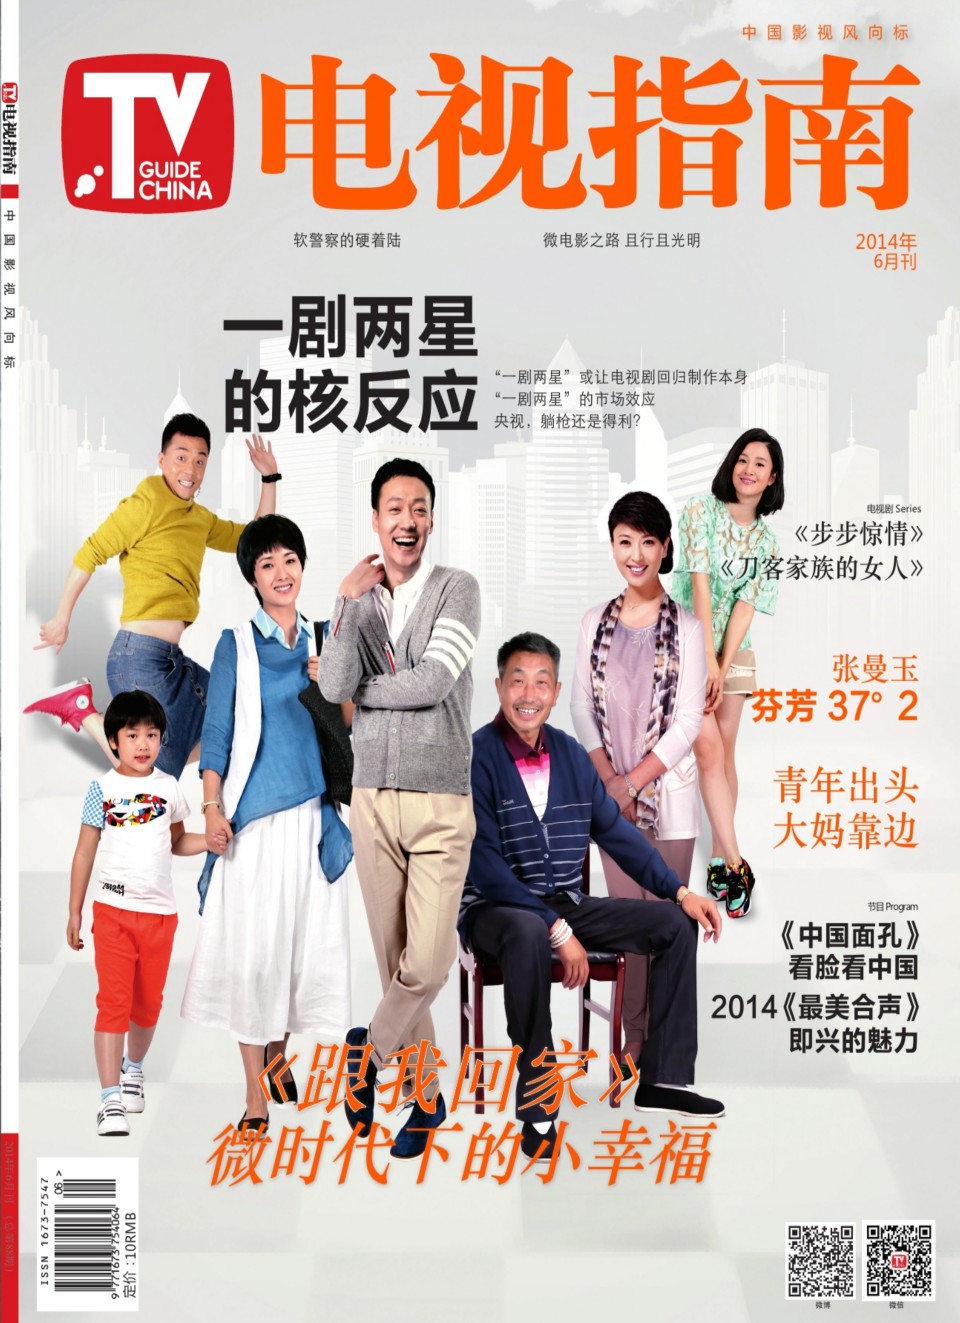 中国影视风向标
TV
GUIDE
CHINA
电视指南
软警察的硬着陆
微电影之路 且行且光明
2014年
6月刊
一剧两星
的核反应
“一剧两星”或让电视剧回归制作本身
“一剧两星”的市场效应
央视，躺枪还是得利？
电视剧 Series
《步步惊情》
《刀客家族的女人》
张曼玉
芬芳 37° 2
青年出头
大妈靠边
节目 Program
《中国面孔》
看脸看中国
2014《最美合声》
即兴的魅力
《跟我回家》
微时代下的小幸福
TV电视指南
中国影视风向标
ISSN 1673-7547
06 >
9 771673 754064
定价：10RMB
微博
微信
TV